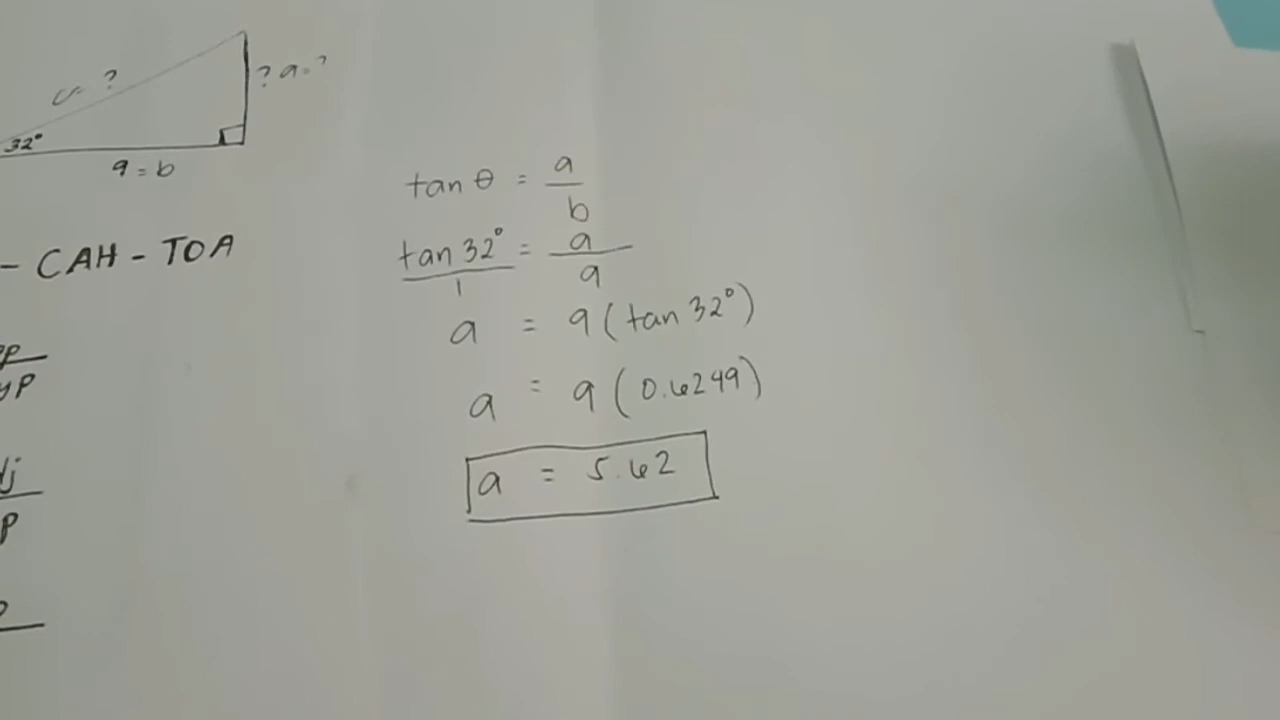 c = ?
? a = ?
32°
9 = b
- CAH - TOA
tan θ = a/b
tan 32°/1 = a/9
a = 9 (tan 32°)
a = 9 (0.6249)
a = 5.62